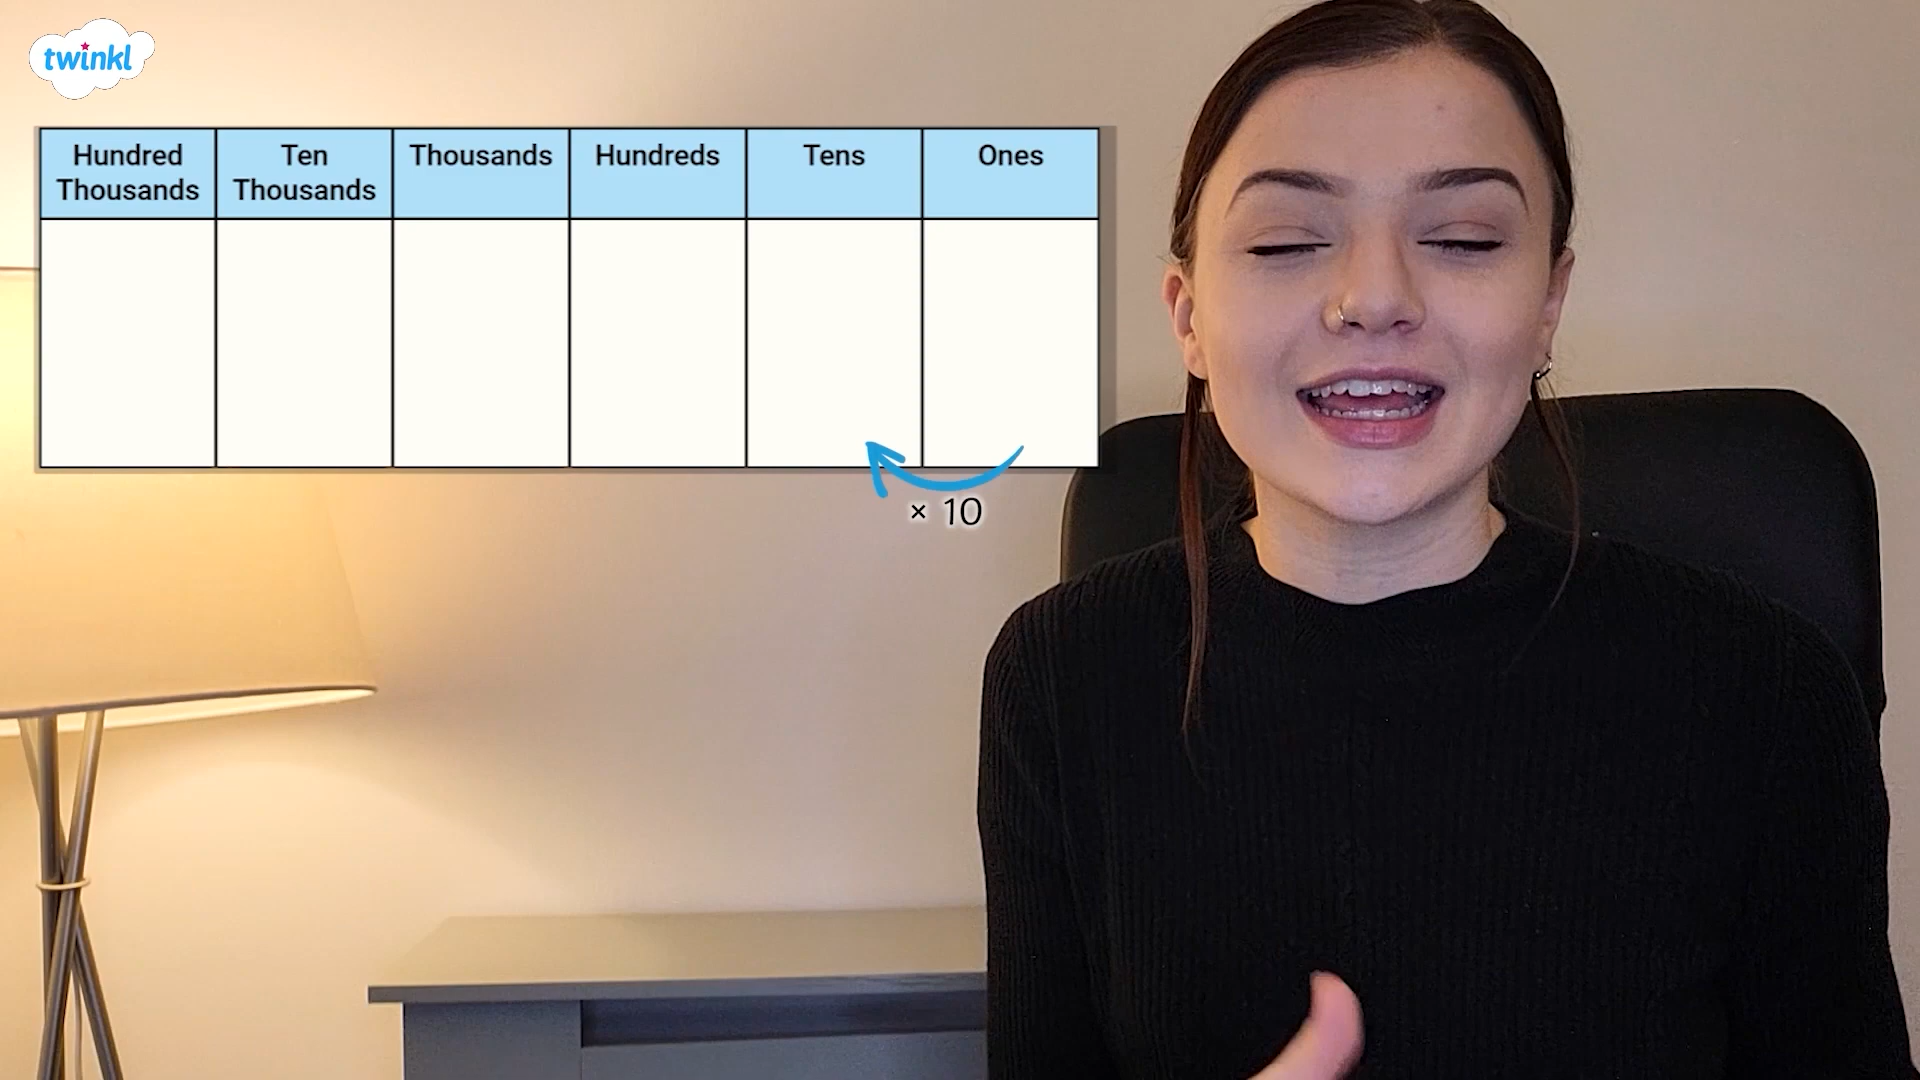 twinkl
Hundred Thousands
Ten Thousands
Thousands
Hundreds
Tens
Ones
× 10